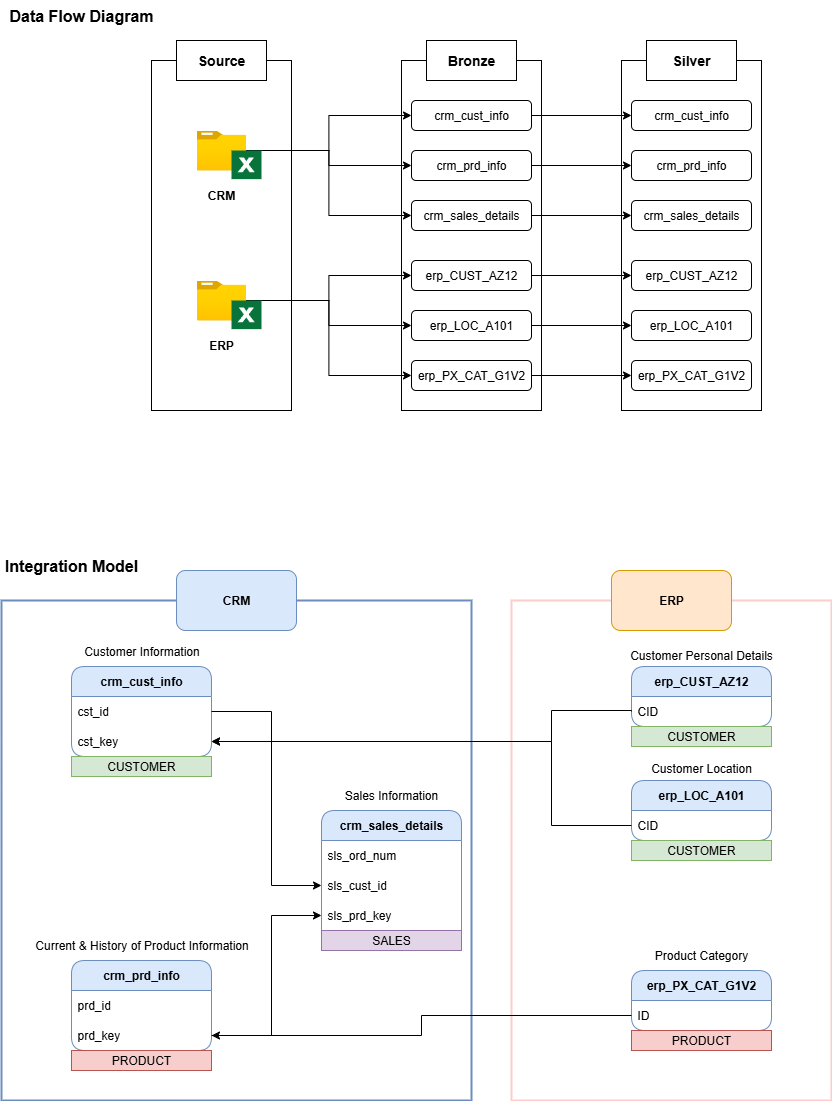 Data Flow Diagram
Source
Bronze
Silver
CRM
ERP
crm_cust_info
crm_prd_info
crm_sales_details
erp_CUST_AZ12
erp_LOC_A101
erp_PX_CAT_G1V2
crm_cust_info
crm_prd_info
crm_sales_details
erp_CUST_AZ12
erp_LOC_A101
erp_PX_CAT_G1V2
Integration Model
CRM
Customer Information
crm_cust_info
cst_id
cst_key
CUSTOMER
Sales Information
crm_sales_details
sls_ord_num
sls_cust_id
sls_prd_key
SALES
Current & History of Product Information
crm_prd_info
prd_id
prd_key
PRODUCT
ERP
Customer Personal Details
erp_CUST_AZ12
CID
CUSTOMER
Customer Location
erp_LOC_A101
CID
CUSTOMER
Product Category
erp_PX_CAT_G1V2
ID
PRODUCT